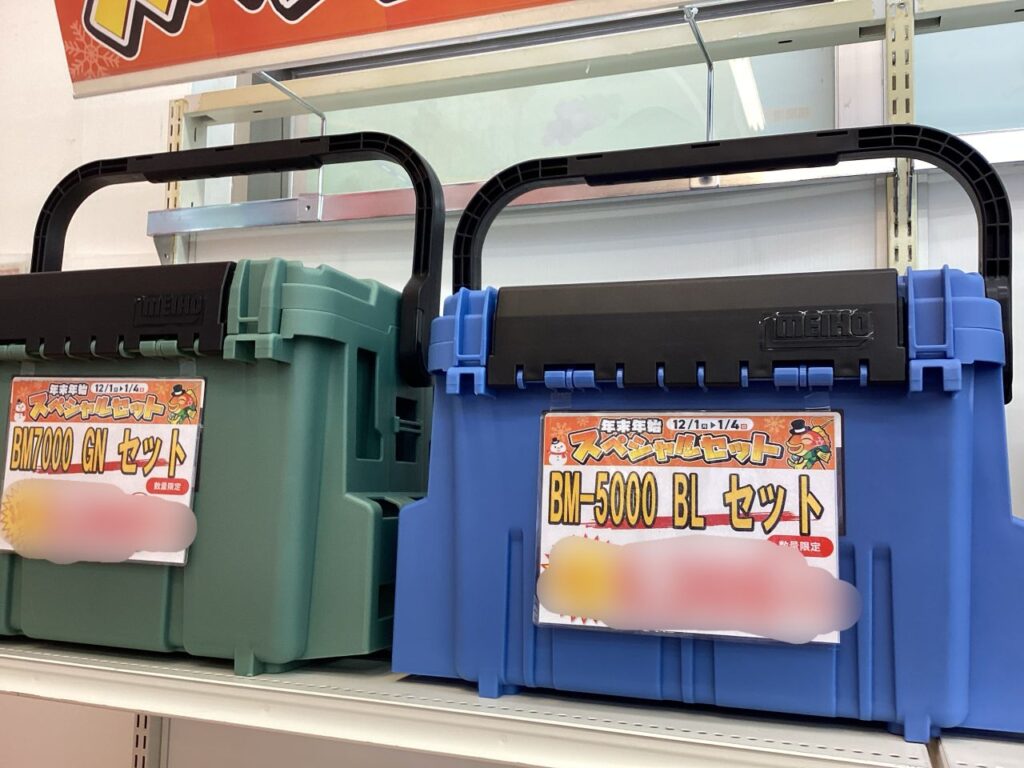 MEIHO
年末年始 12/1月▶1/4日
スペシャルセット
BM7000 GN セット
数量限定
MEIHO
年末年始 12/1月▶1/4日
スペシャルセット
BM-5000 BL セット
数量限定